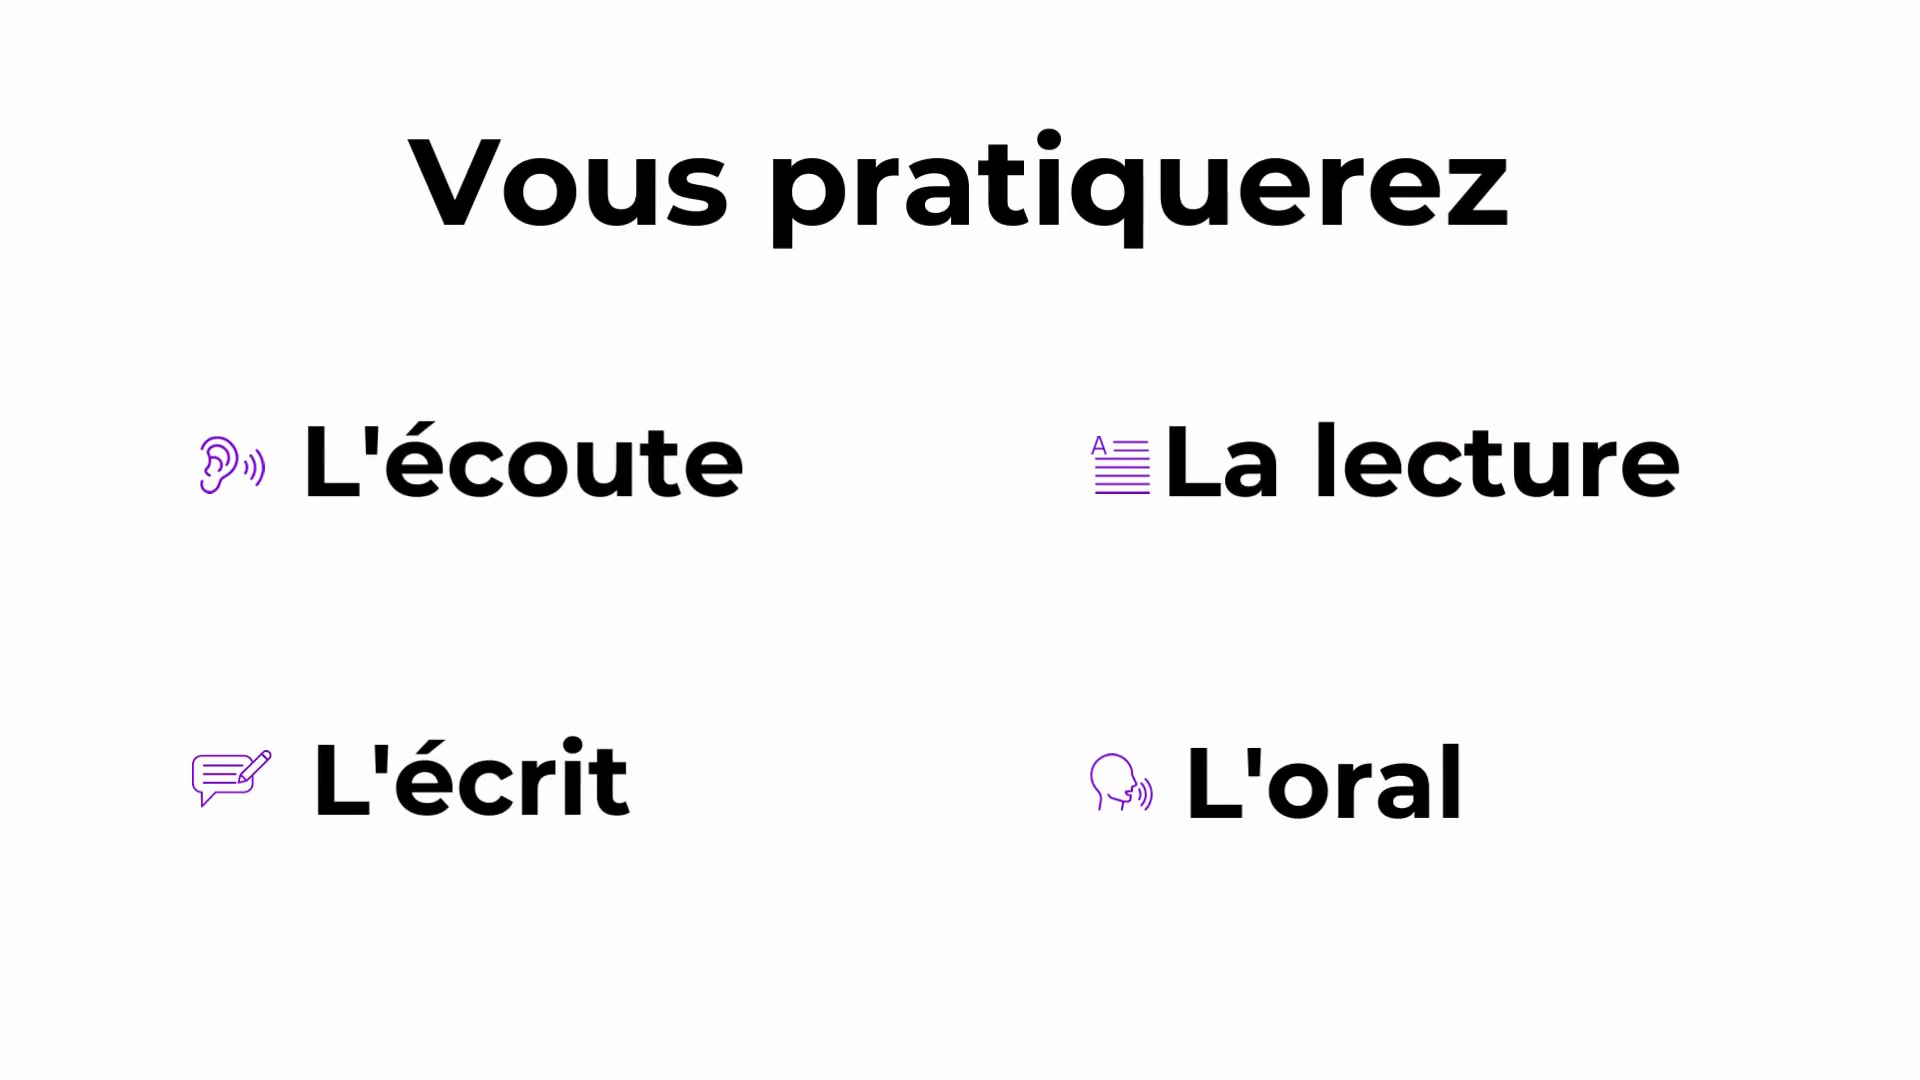 Vous pratiquerez
L'écoute
La lecture
L'écrit
L'oral